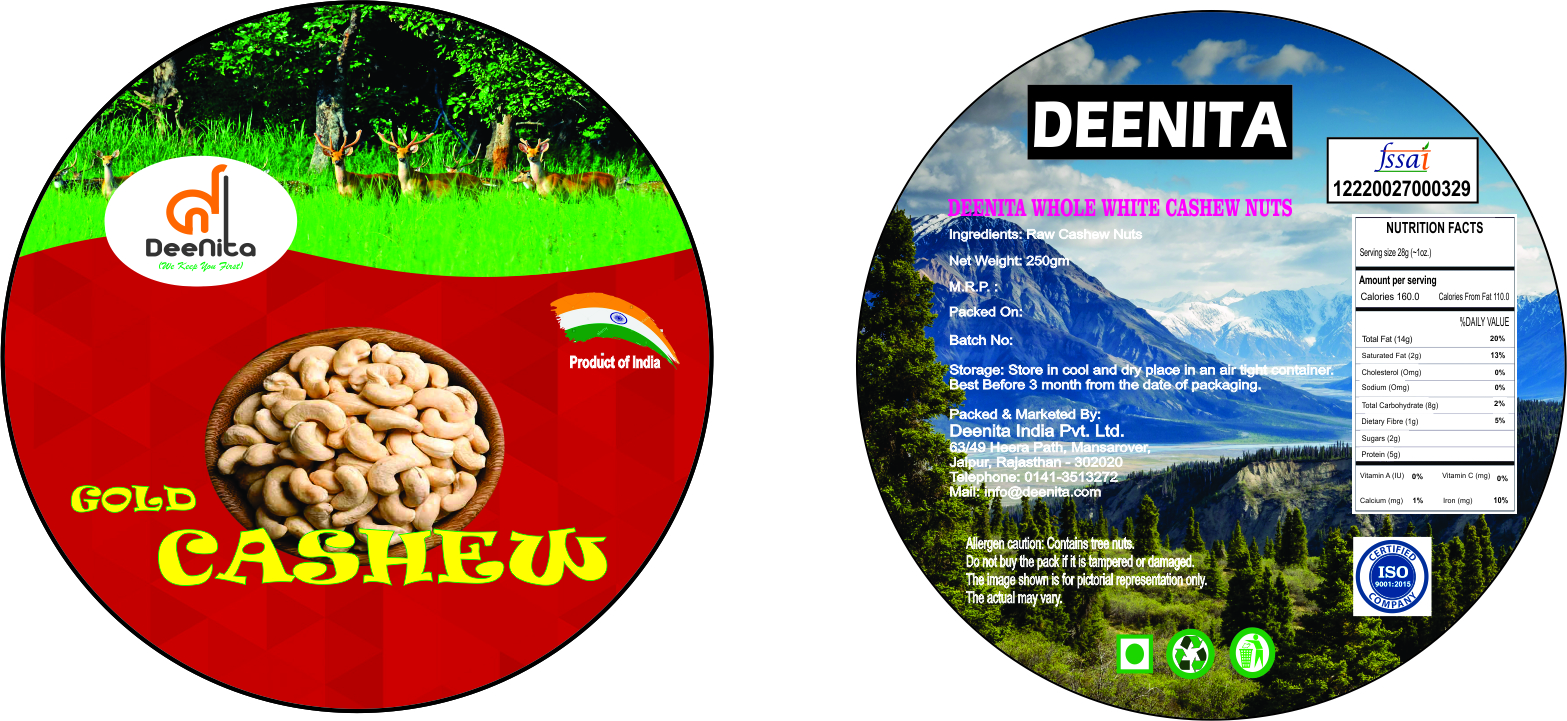 DeeNita
(We Keep You First)
Product of India
GOLD
CASHEW
DEENITA
fssai
12220027000329
DEENITA WHOLE WHITE CASHEW NUTS
Ingredients: Raw Cashew Nuts
Net Weight: 250gm
M.R.P. :
Packed On:
Batch No:
Storage: Store in cool and dry place in an air tight container.
Best Before 3 month from the date of packaging.
Packed & Marketed By:
Deenita India Pvt. Ltd.
63/49 Heera Path, Mansarover,
Jaipur, Rajasthan - 302020
Telephone: 0141-3513272
Mail: info@deenita.com
Allergen caution: Contains tree nuts.
Do not buy the pack if it is tampered or damaged.
The image shown is for pictorial representation only.
The actual may vary.
NUTRITION FACTS
Serving size 28g (~1oz.)
Amount per serving
Calories 160.0 Calories From Fat 110.0
%DAILY VALUE
Total Fat (14g) 20%
Saturated Fat (2g) 13%
Cholesterol (Omg) 0%
Sodium (Omg) 0%
Total Carbohydrate (8g) 2%
Dietary Fibre (1g) 5%
Sugars (2g)
Protein (5g)
Vitamin A (IU) 0% Vitamin C (mg) 0%
Calcium (mg) 1% Iron (mg) 10%
CERTIFIED
ISO
9001:2015
COMPANY